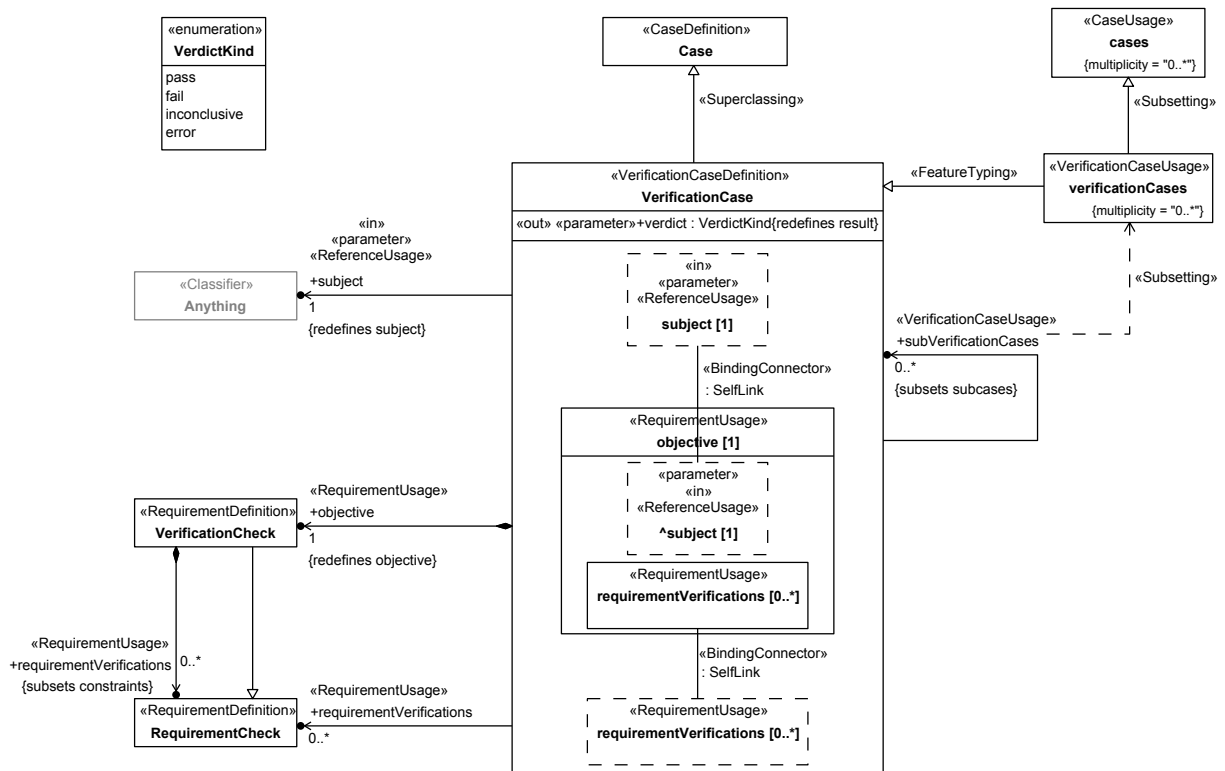 «enumeration»
VerdictKind
pass
fail
inconclusive
error
«CaseDefinition»
Case
«CaseUsage»
cases
{multiplicity = "0..*"}
«Superclassing»
«Subsetting»
«VerificationCaseDefinition»
VerificationCase
«out» «parameter»+verdict : VerdictKind{redefines result}
«FeatureTyping»
«VerificationCaseUsage»
verificationCases
{multiplicity = "0..*"}
«in»
«parameter»
«ReferenceUsage»
+subject
1
{redefines subject}
«Classifier»
Anything
«in»
«parameter»
«ReferenceUsage»
subject [1]
«Subsetting»
«VerificationCaseUsage»
+subVerificationCases
0..*
{subsets subcases}
«BindingConnector»
: SelfLink
«RequirementUsage»
objective [1]
«parameter»
«in»
«ReferenceUsage»
^subject [1]
«RequirementUsage»
requirementVerifications [0..*]
«RequirementUsage»
+objective
1
{redefines objective}
«RequirementDefinition»
VerificationCheck
«RequirementUsage»
+requirementVerifications
0..*
{subsets constraints}
«BindingConnector»
: SelfLink
«RequirementUsage»
+requirementVerifications
0..*
«RequirementDefinition»
RequirementCheck
«RequirementUsage»
requirementVerifications [0..*]